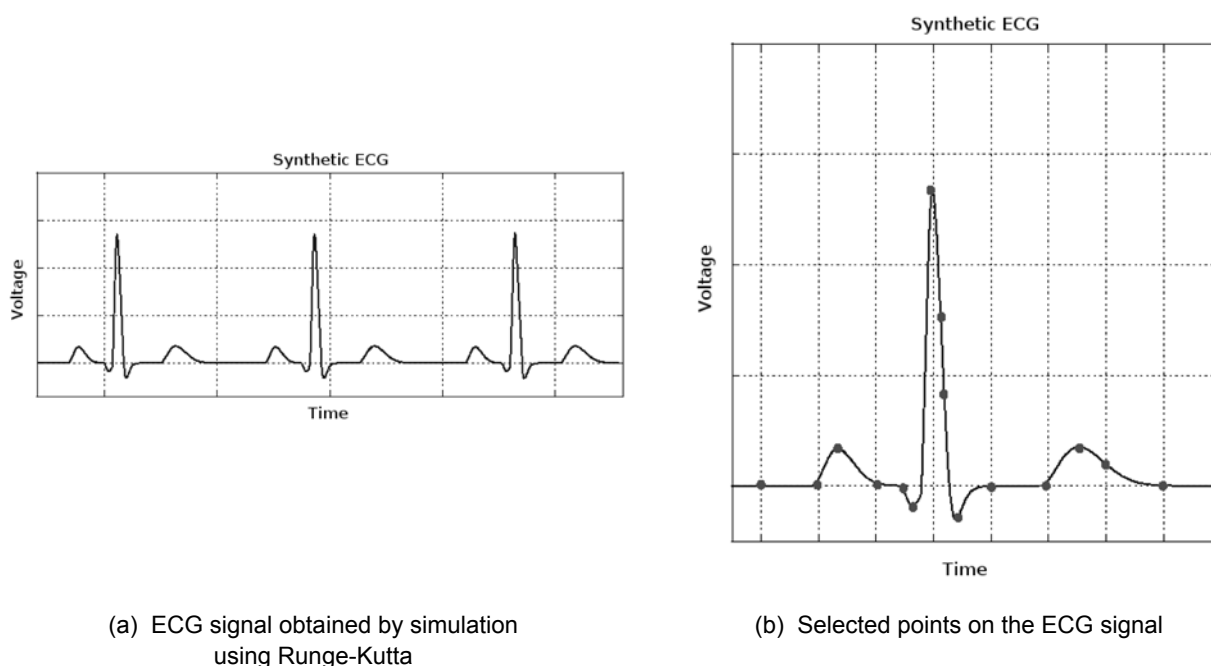 Synthetic ECG
Voltage
Time
(a) ECG signal obtained by simulation
using Runge-Kutta
Synthetic ECG
Voltage
Time
(b) Selected points on the ECG signal